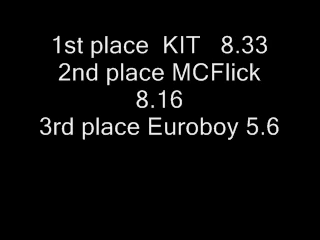 1st place  KIT   8.33
2nd place MCFlick
8.16
3rd place Euroboy 5.6